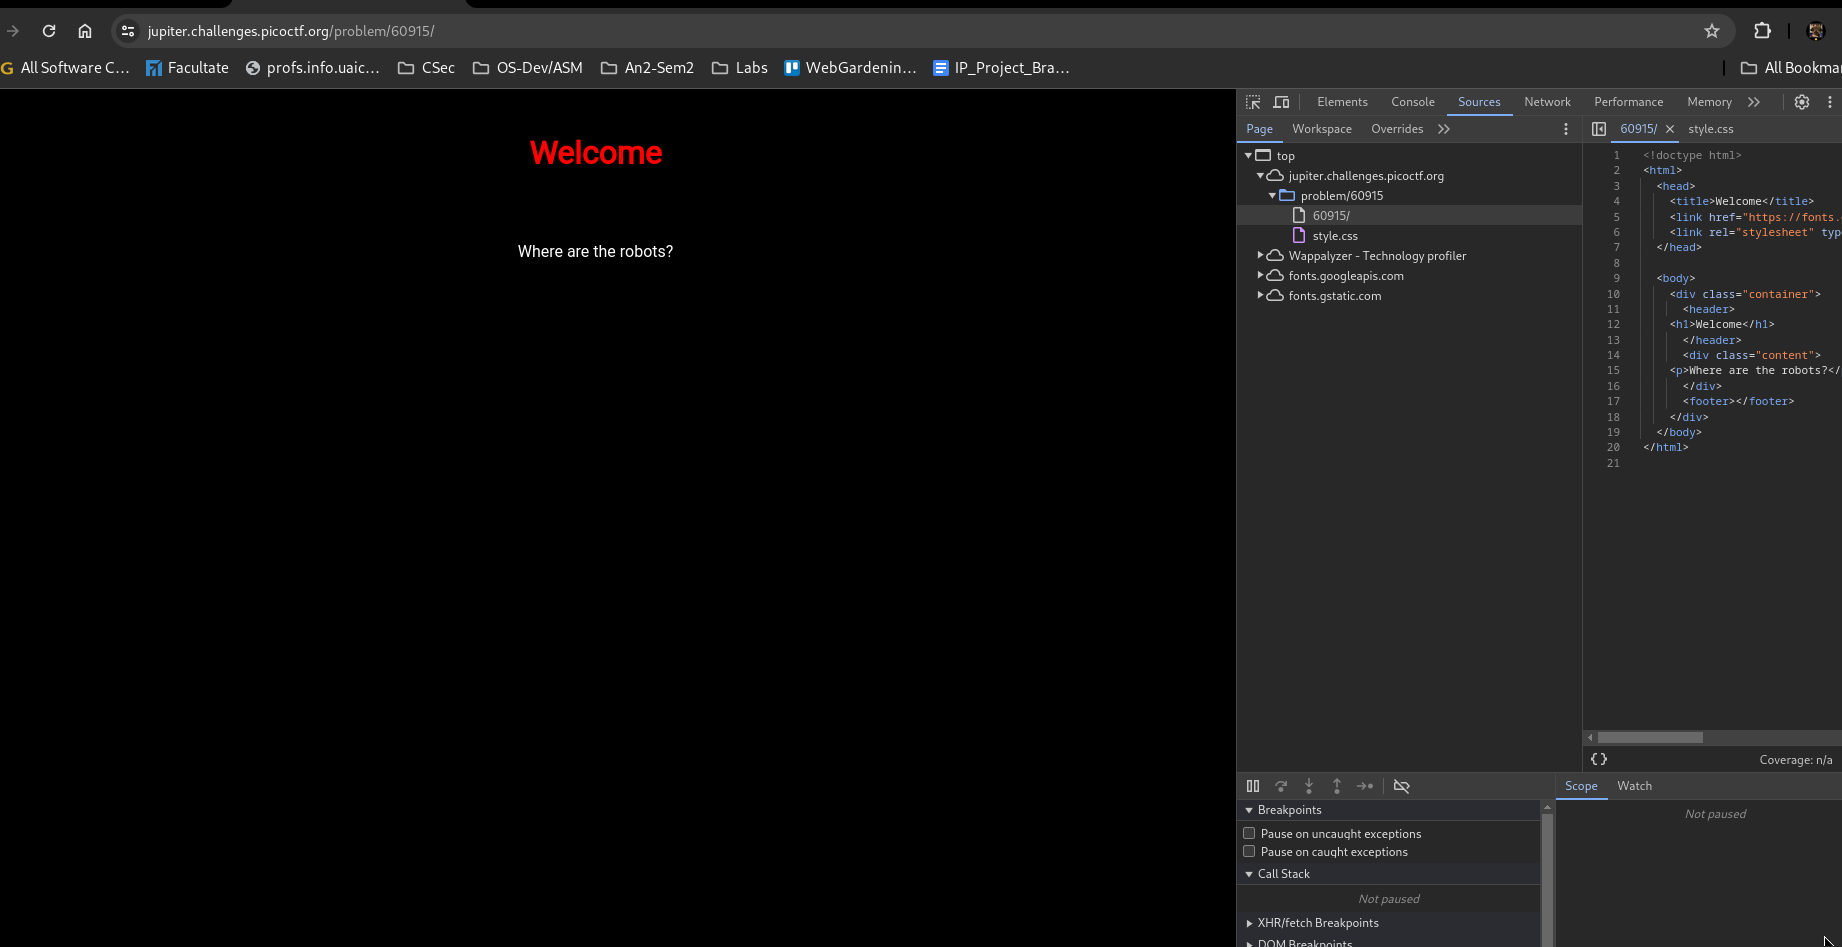 jupiter.challenges.picoctf.org/problem/60915/
All Software C... Facultate profs.info.uaic... CSec OS-Dev/ASM An2-Sem2 Labs WebGardenin... IP_Project_Bra... All Bookma
Elements Console Sources Network Performance Memory
Page Workspace Overrides 60915/ style.css
Welcome
Where are the robots?
top
jupiter.challenges.picoctf.org
problem/60915
60915/
style.css
Wappalyzer - Technology profiler
fonts.googleapis.com
fonts.gstatic.com
1 <!doctype html>
2 <html>
3 <head>
4 <title>Welcome</title>
5 <link href="https://fonts.
6 <link rel="stylesheet" typ
7 </head>
8
9 <body>
10 <div class="container">
11 <header>
12 <h1>Welcome</h1>
13 </header>
14 <div class="content">
15 <p>Where are the robots?</
16 </div>
17 <footer></footer>
18 </div>
19 </body>
20 </html>
21
{} Coverage: n/a
Scope Watch
Not paused
Breakpoints
Pause on uncaught exceptions
Pause on caught exceptions
Call Stack
Not paused
XHR/fetch Breakpoints
DOM Breakpoints